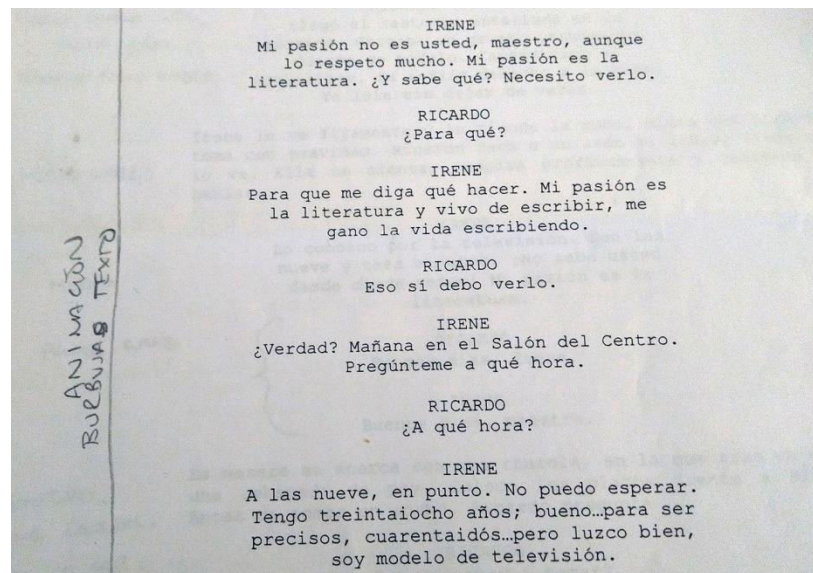 IRENE
Mi pasión no es usted, maestro, aunque
lo respeto mucho. Mi pasión es la
literatura. ¿Y sabe qué? Necesito verlo.
RICARDO
¿Para qué?
IRENE
Para que me diga qué hacer. Mi pasión es
la literatura y vivo de escribir, me
gano la vida escribiendo.
RICARDO
Eso sí debo verlo.
IRENE
¿Verdad? Mañana en el Salón del Centro.
Pregúnteme a qué hora.
RICARDO
¿A qué hora?
IRENE
A las nueve, en punto. No puedo esperar.
Tengo treintaiocho años; bueno…para ser
precisos, cuarentaidós…pero luzco bien,
soy modelo de televisión.
ANIMACIÓN
BURBUJAS TEXTO